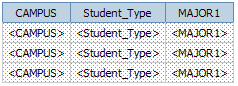 CAMPUS Student_Type MAJOR1
<CAMPUS> <Student_Type> <MAJOR1>
<CAMPUS> <Student_Type> <MAJOR1>
<CAMPUS> <Student_Type> <MAJOR1>